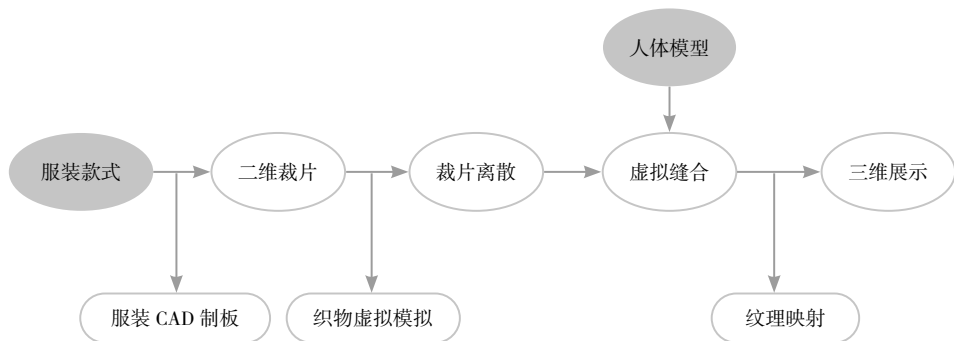 人体模型
服装款式
二维裁片
裁片离散
虚拟缝合
三维展示
服装 CAD 制板
织物虚拟模拟
纹理映射